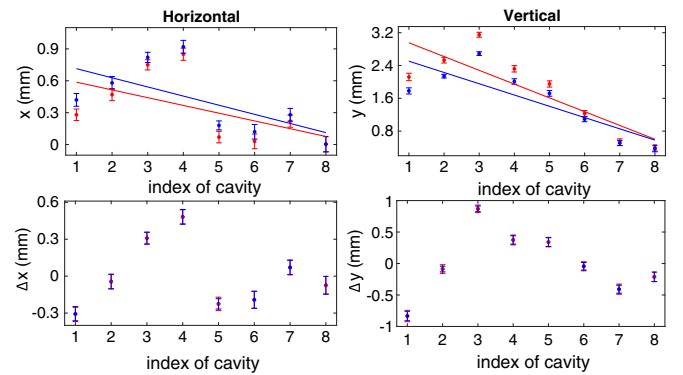 Horizontal
Vertical
x (mm)
0.9
0.6
0.3
0
1 2 3 4 5 6 7 8
index of cavity
y (mm)
3.2
2.4
1.6
0.8
1 2 3 4 5 6 7 8
index of cavity
Δx (mm)
0.6
0.3
0
-0.3
1 2 3 4 5 6 7 8
index of cavity
Δy (mm)
1
0.5
0
-0.5
-1
1 2 3 4 5 6 7 8
index of cavity